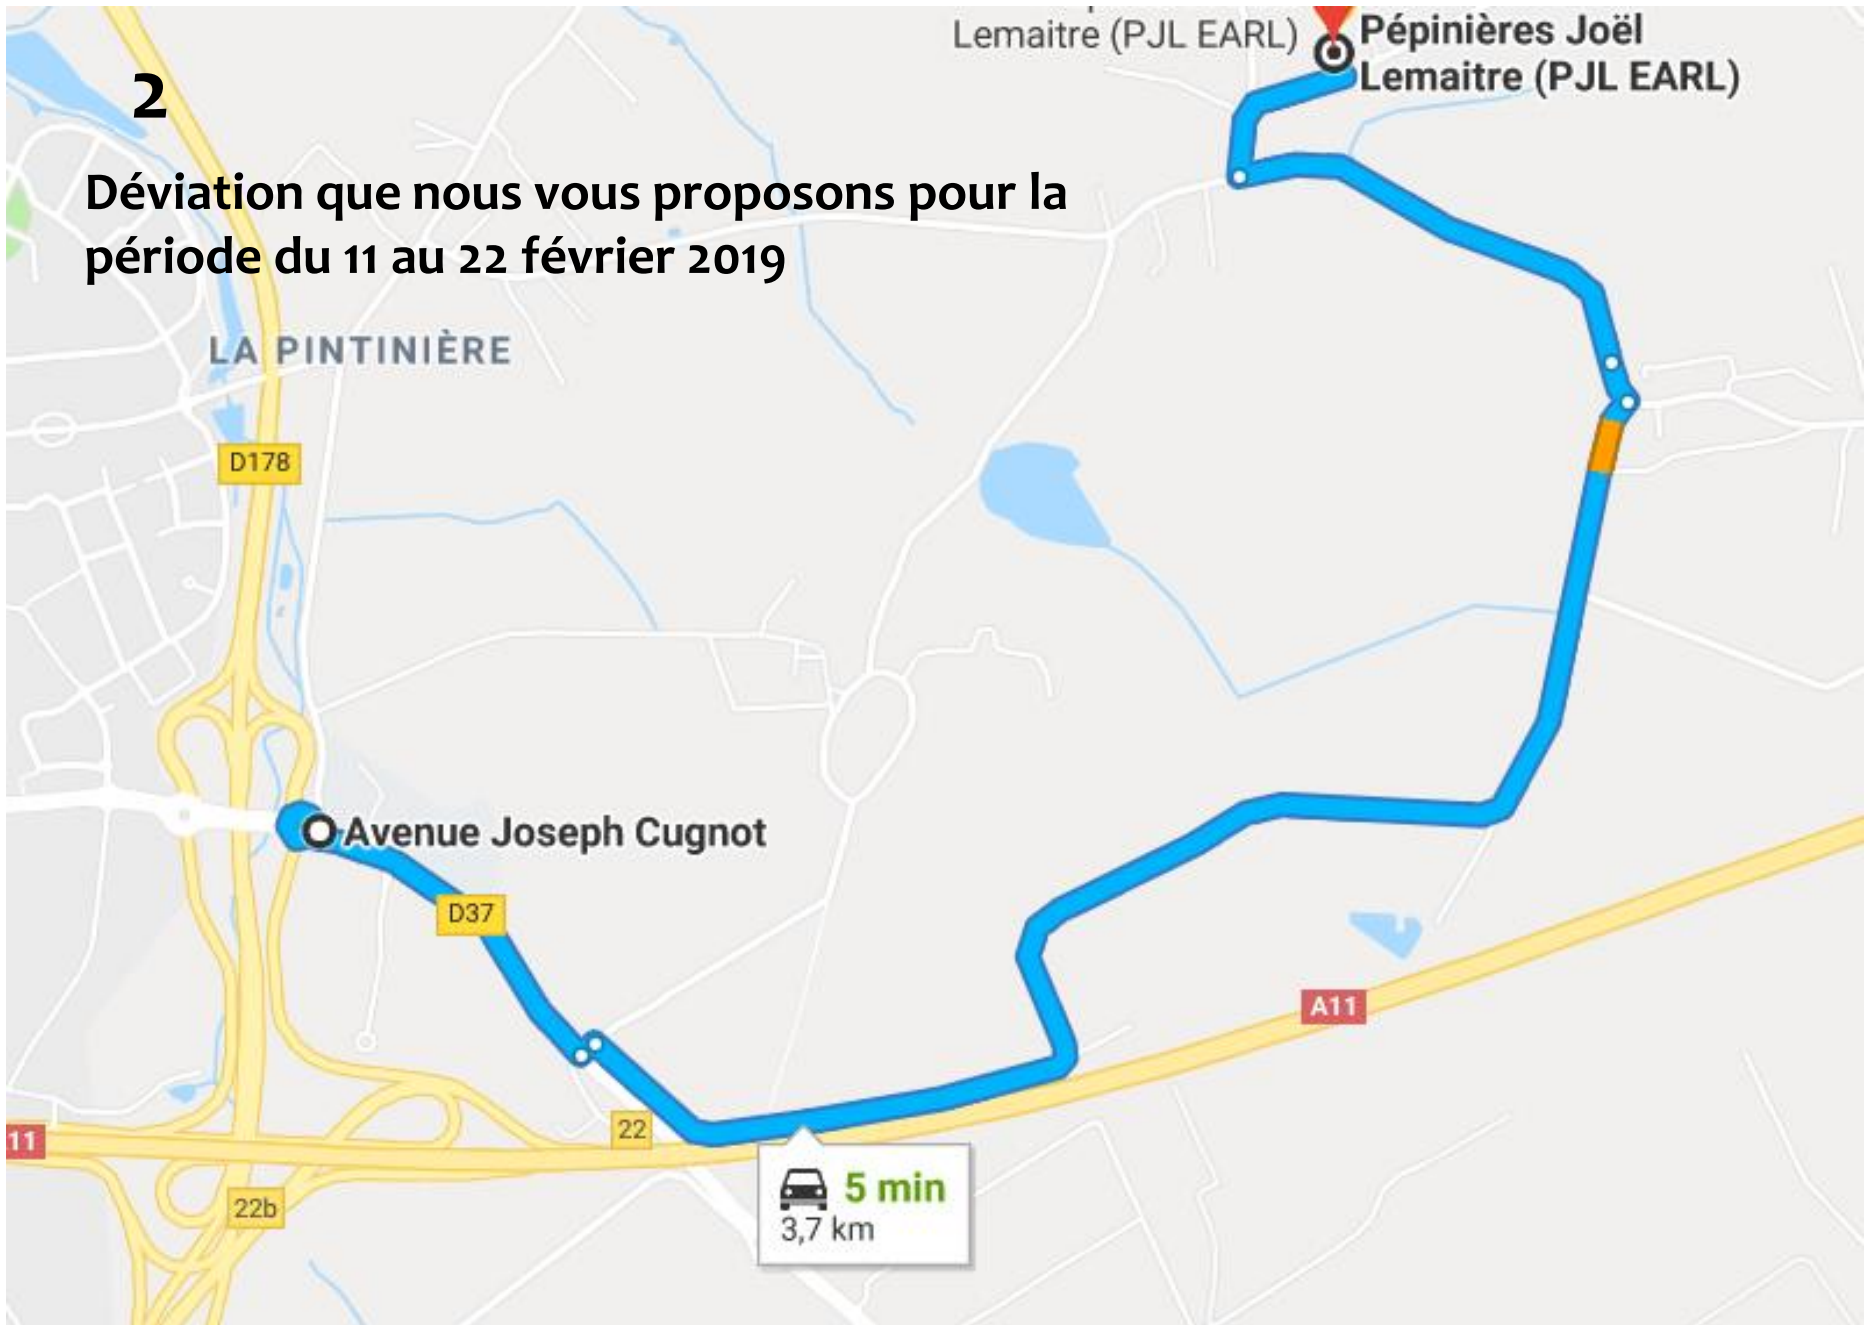 Lemaitre (PJL EARL)
Pépinières Joël
Lemaitre (PJL EARL)
2
Déviation que nous vous proposons pour la
période du 11 au 22 février 2019
LA PINTINIÈRE
D178
Avenue Joseph Cugnot
D37
A11
22
11
5 min
3,7 km
22b